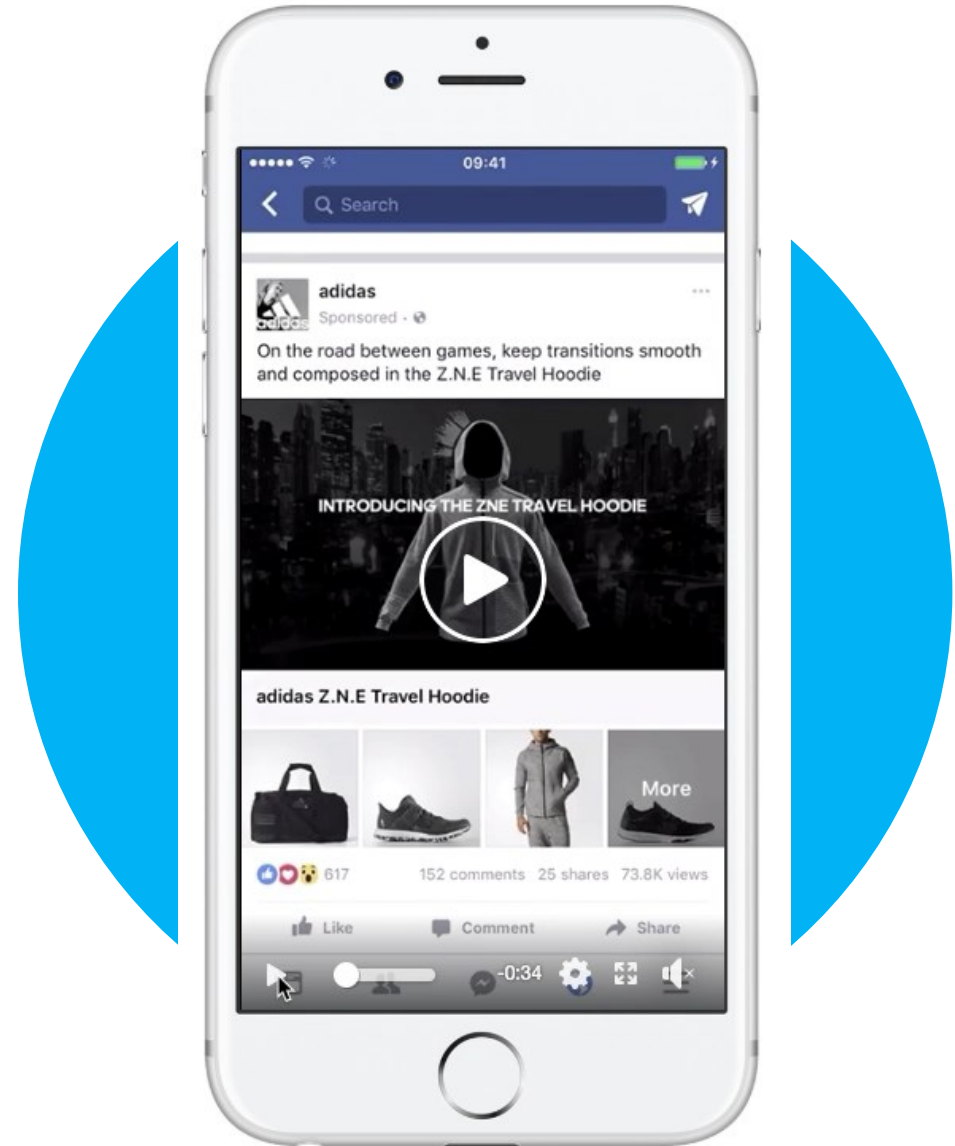 09:41
Search
adidas
adidas
Sponsored ·
On the road between games, keep transitions smooth
and composed in the Z.N.E Travel Hoodie
INTRODUCING THE ZNE TRAVEL HOODIE
adidas Z.N.E Travel Hoodie
More
617 152 comments 25 shares 73.8K views
Like Comment Share
-0:34